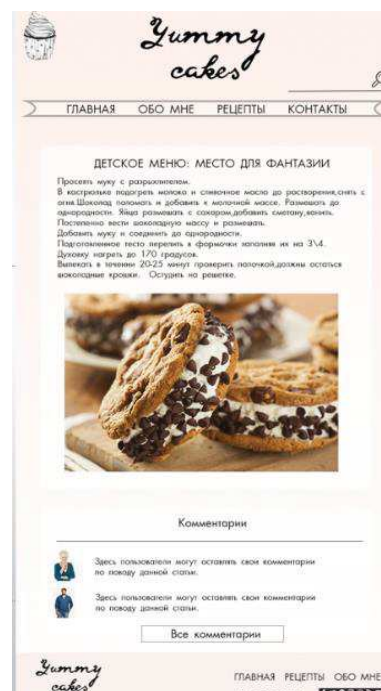 Yummy
cakes
ГЛАВНАЯ ОБО МНЕ РЕЦЕПТЫ КОНТАКТЫ
ДЕТСКОЕ МЕНЮ: МЕСТО ДЛЯ ФАНТАЗИИ
Просеять муку с разрыхлителем.
В кастрюльке подогреть молоко и сливочное масло до растворения,снять с
огня.Шоколад поломать и добавить к молочной массе. Размешать до
однородности. Яйца размешать с сахаром,добавить сметану,ваниль.
Постепенно вести шоколадную массу и размешать.
Добавить муку и соединить до однородности.
Подготовленное тесто перелить в формочки заполняя их на 3\4.
Духовку нагреть до 170 градусов.
Выпекать в течении 20-25 минут проверить палочкой,должны остаться
шоколадные крошки. Остудить на решетке.
Комментарии
Здесь пользователи могут оставлять свои комментарии
по поводу данной статьи.
Здесь пользователи могут оставлять свои комментарии
по поводу данной статьи.
Все комментарии
Yummy
cakes
ГЛАВНАЯ РЕЦЕПТЫ ОБО МНЕ